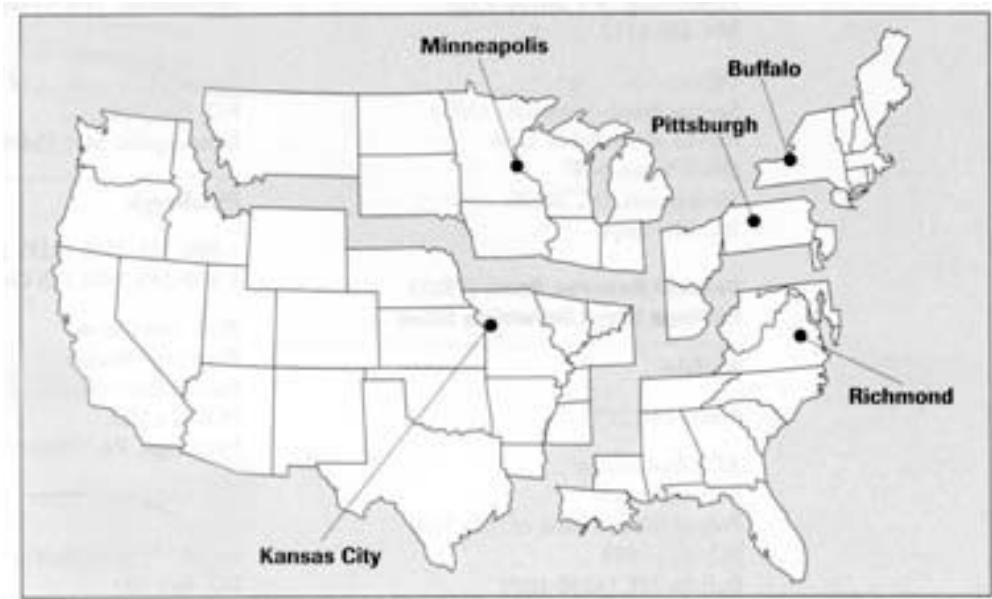 Minneapolis
Buffalo
Pittsburgh
Richmond
Kansas City